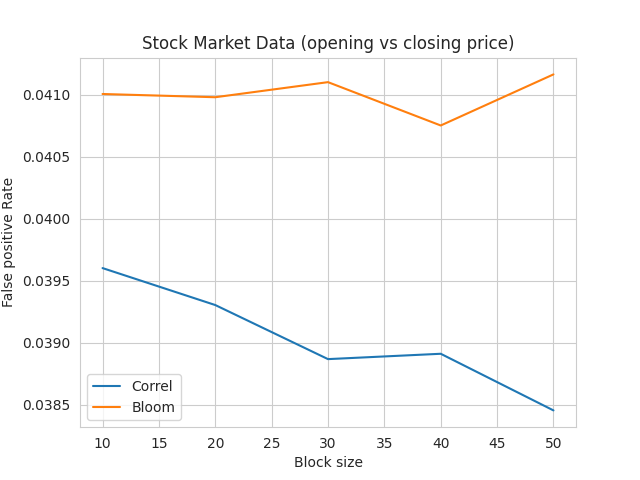 Stock Market Data (opening vs closing price)
0.0410
0.0405
0.0400
0.0395
0.0390
0.0385
False positive Rate
Correl
Bloom
10 15 20 25 30 35 40 45 50
Block size